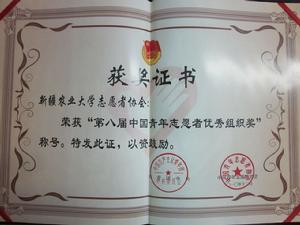 获奖证书
新疆农业大学志愿者协会:
荣获“第八届中国青年志愿者优秀组织奖”
称号。特发此证，以资鼓励。